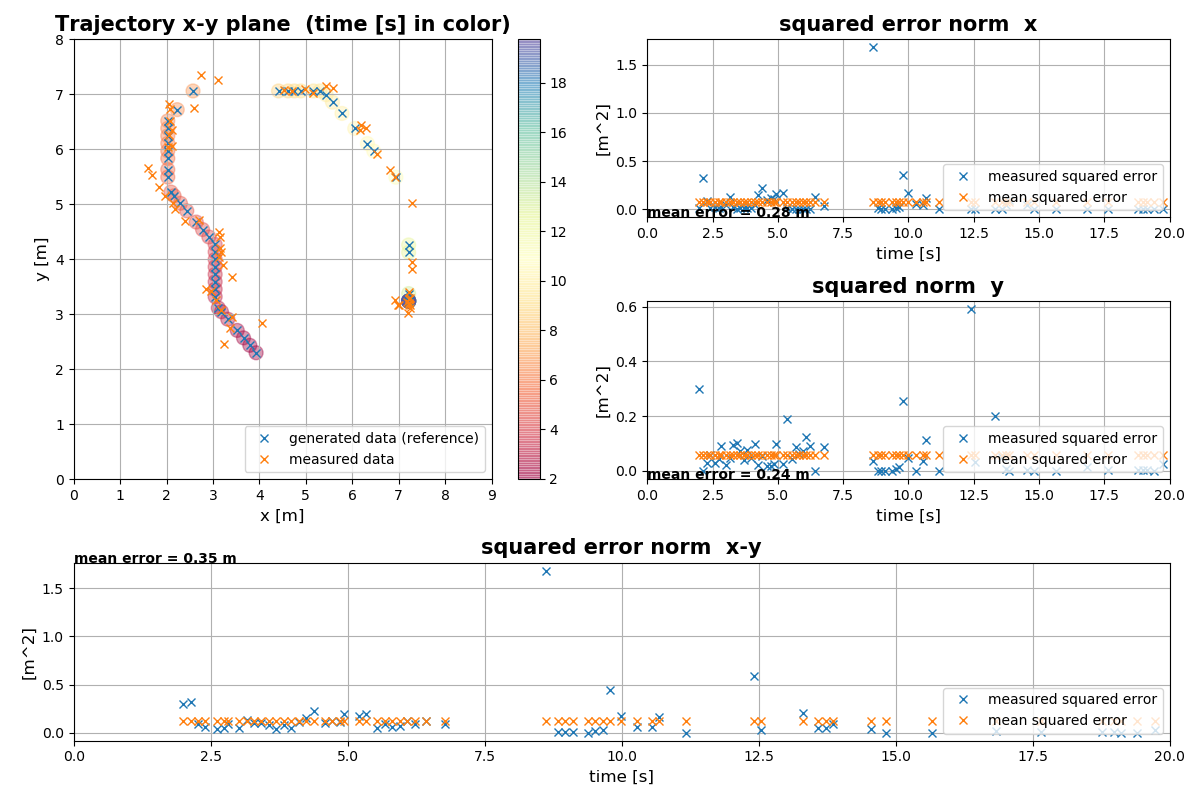 Trajectory x-y plane  (time [s] in color)
8
7
6
5
4
3
2
1
0
y [m]
0 1 2 3 4 5 6 7 8 9
x [m]
generated data (reference)
measured data
18
16
14
12
10
8
6
4
2
squared error norm  x
1.5
1.0
0.5
0.0
[m^2]
measured squared error
mean squared error
mean error = 0.28 m
0.0 2.5 5.0 7.5 10.0 12.5 15.0 17.5 20.0
time [s]
squared norm  y
0.6
0.4
0.2
0.0
[m^2]
measured squared error
mean squared error
mean error = 0.24 m
0.0 2.5 5.0 7.5 10.0 12.5 15.0 17.5 20.0
time [s]
squared error norm  x-y
mean error = 0.35 m
1.5
1.0
0.5
0.0
[m^2]
measured squared error
mean squared error
0.0 2.5 5.0 7.5 10.0 12.5 15.0 17.5 20.0
time [s]